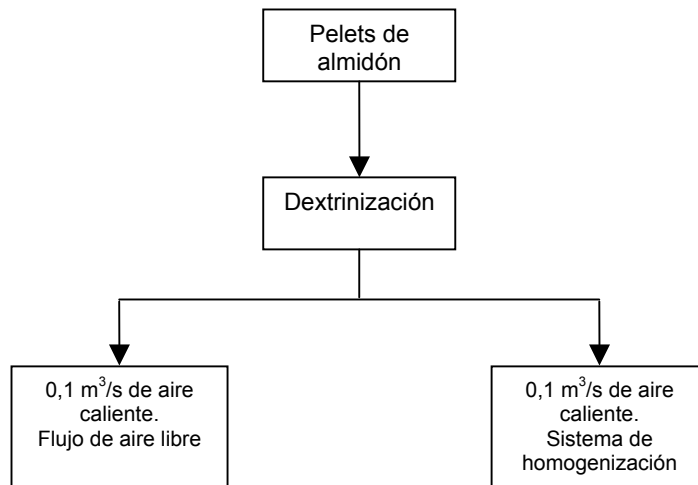 Pelets de
almidón
Dextrinización
0,1 m³/s de aire
caliente.
Flujo de aire libre
0,1 m³/s de aire
caliente.
Sistema de
homogenización